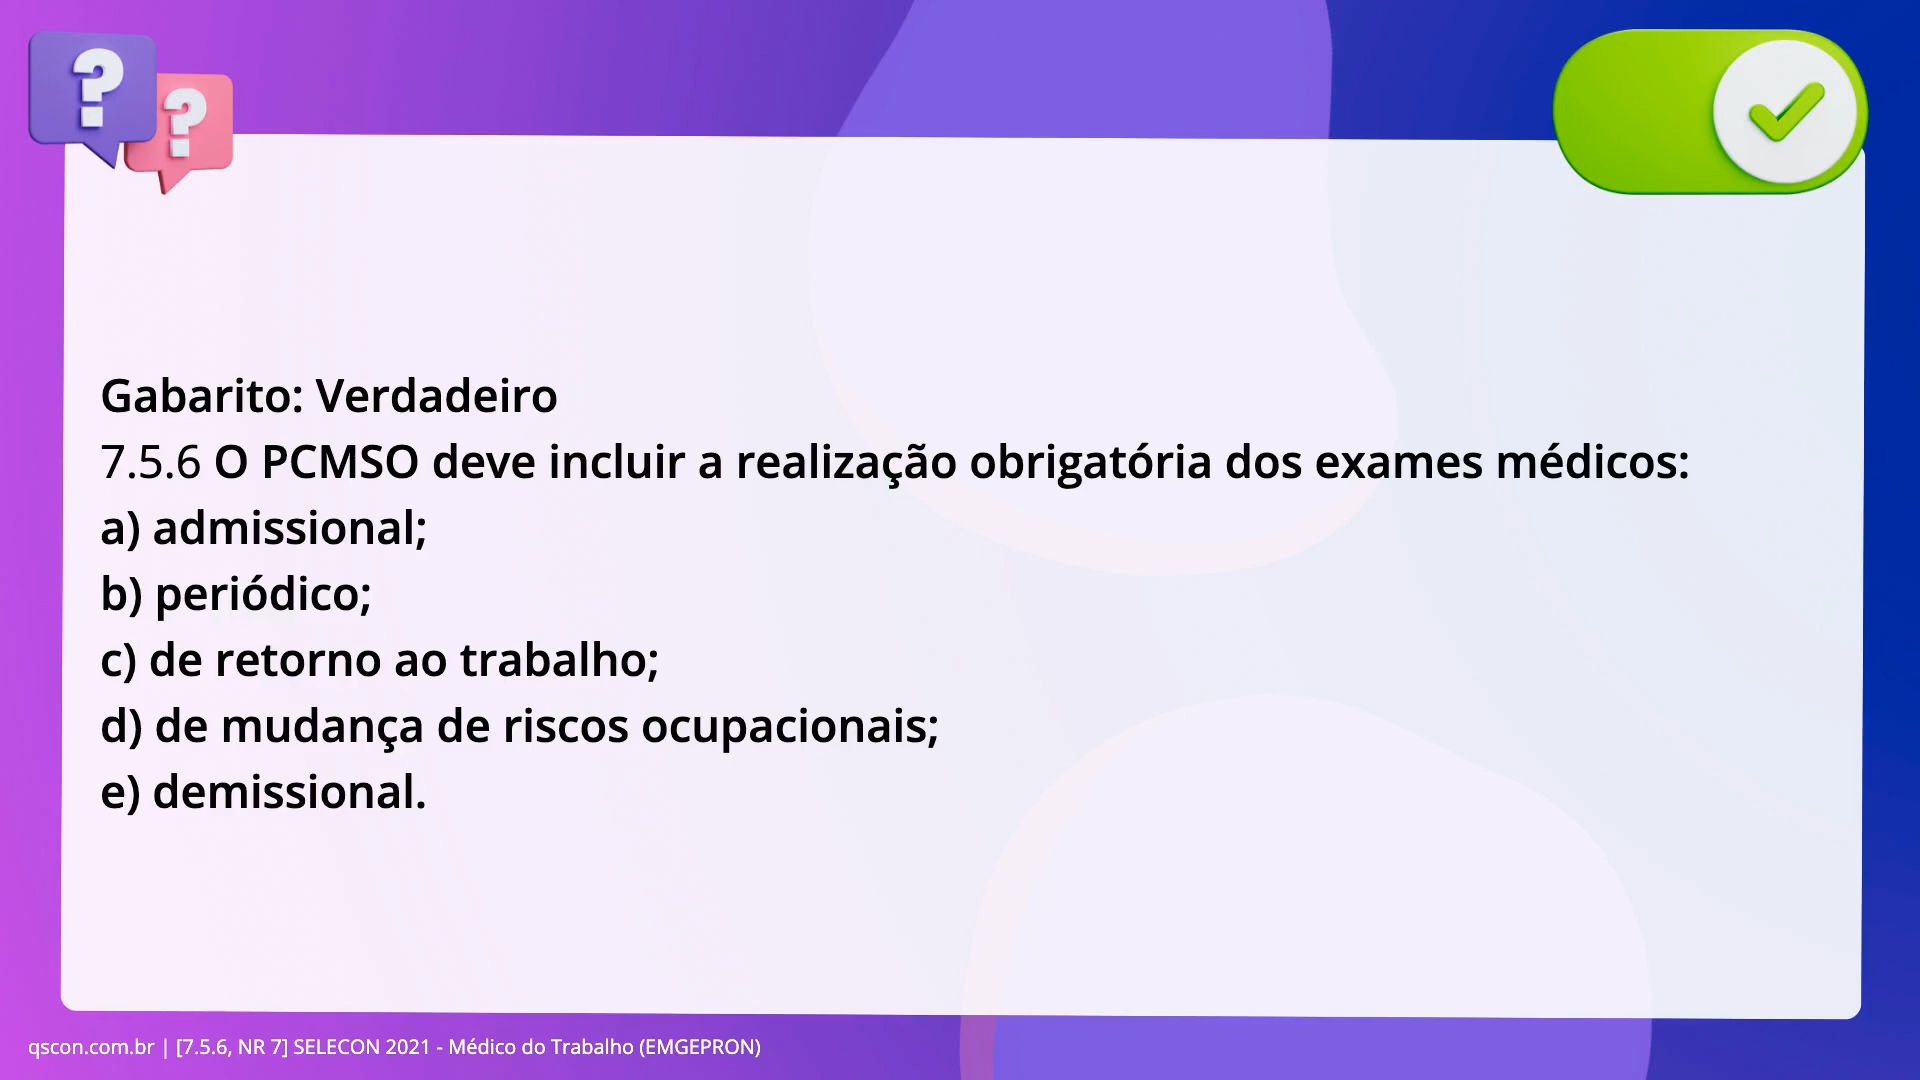 Gabarito: Verdadeiro
7.5.6 O PCMSO deve incluir a realização obrigatória dos exames médicos:
a) admissional;
b) periódico;
c) de retorno ao trabalho;
d) de mudança de riscos ocupacionais;
e) demissional.
qscon.com.br | [7.5.6, NR 7] SELECON 2021 - Médico do Trabalho (EMGEPRON)